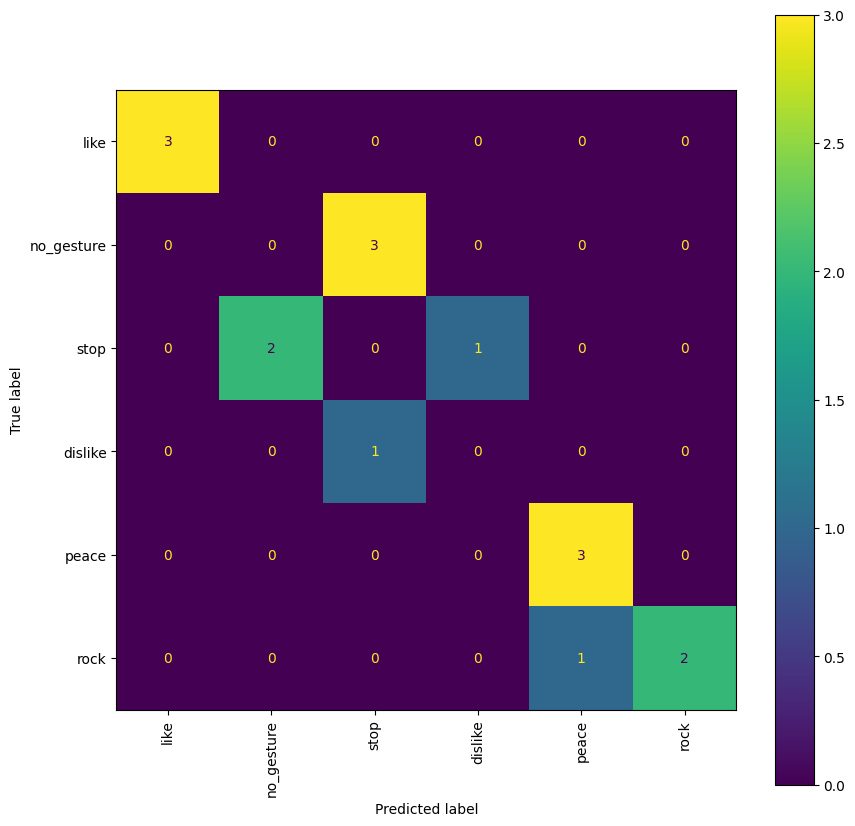 3.0
like 3 0 0 0 0 0
2.5
no_gesture 0 0 3 0 0 0
2.0
stop 0 2 0 1 0 0
1.5
True label
dislike 0 0 1 0 0 0
1.0
peace 0 0 0 0 3 0
0.5
rock 0 0 0 0 1 2
0.0
like no_gesture stop dislike peace rock
Predicted label